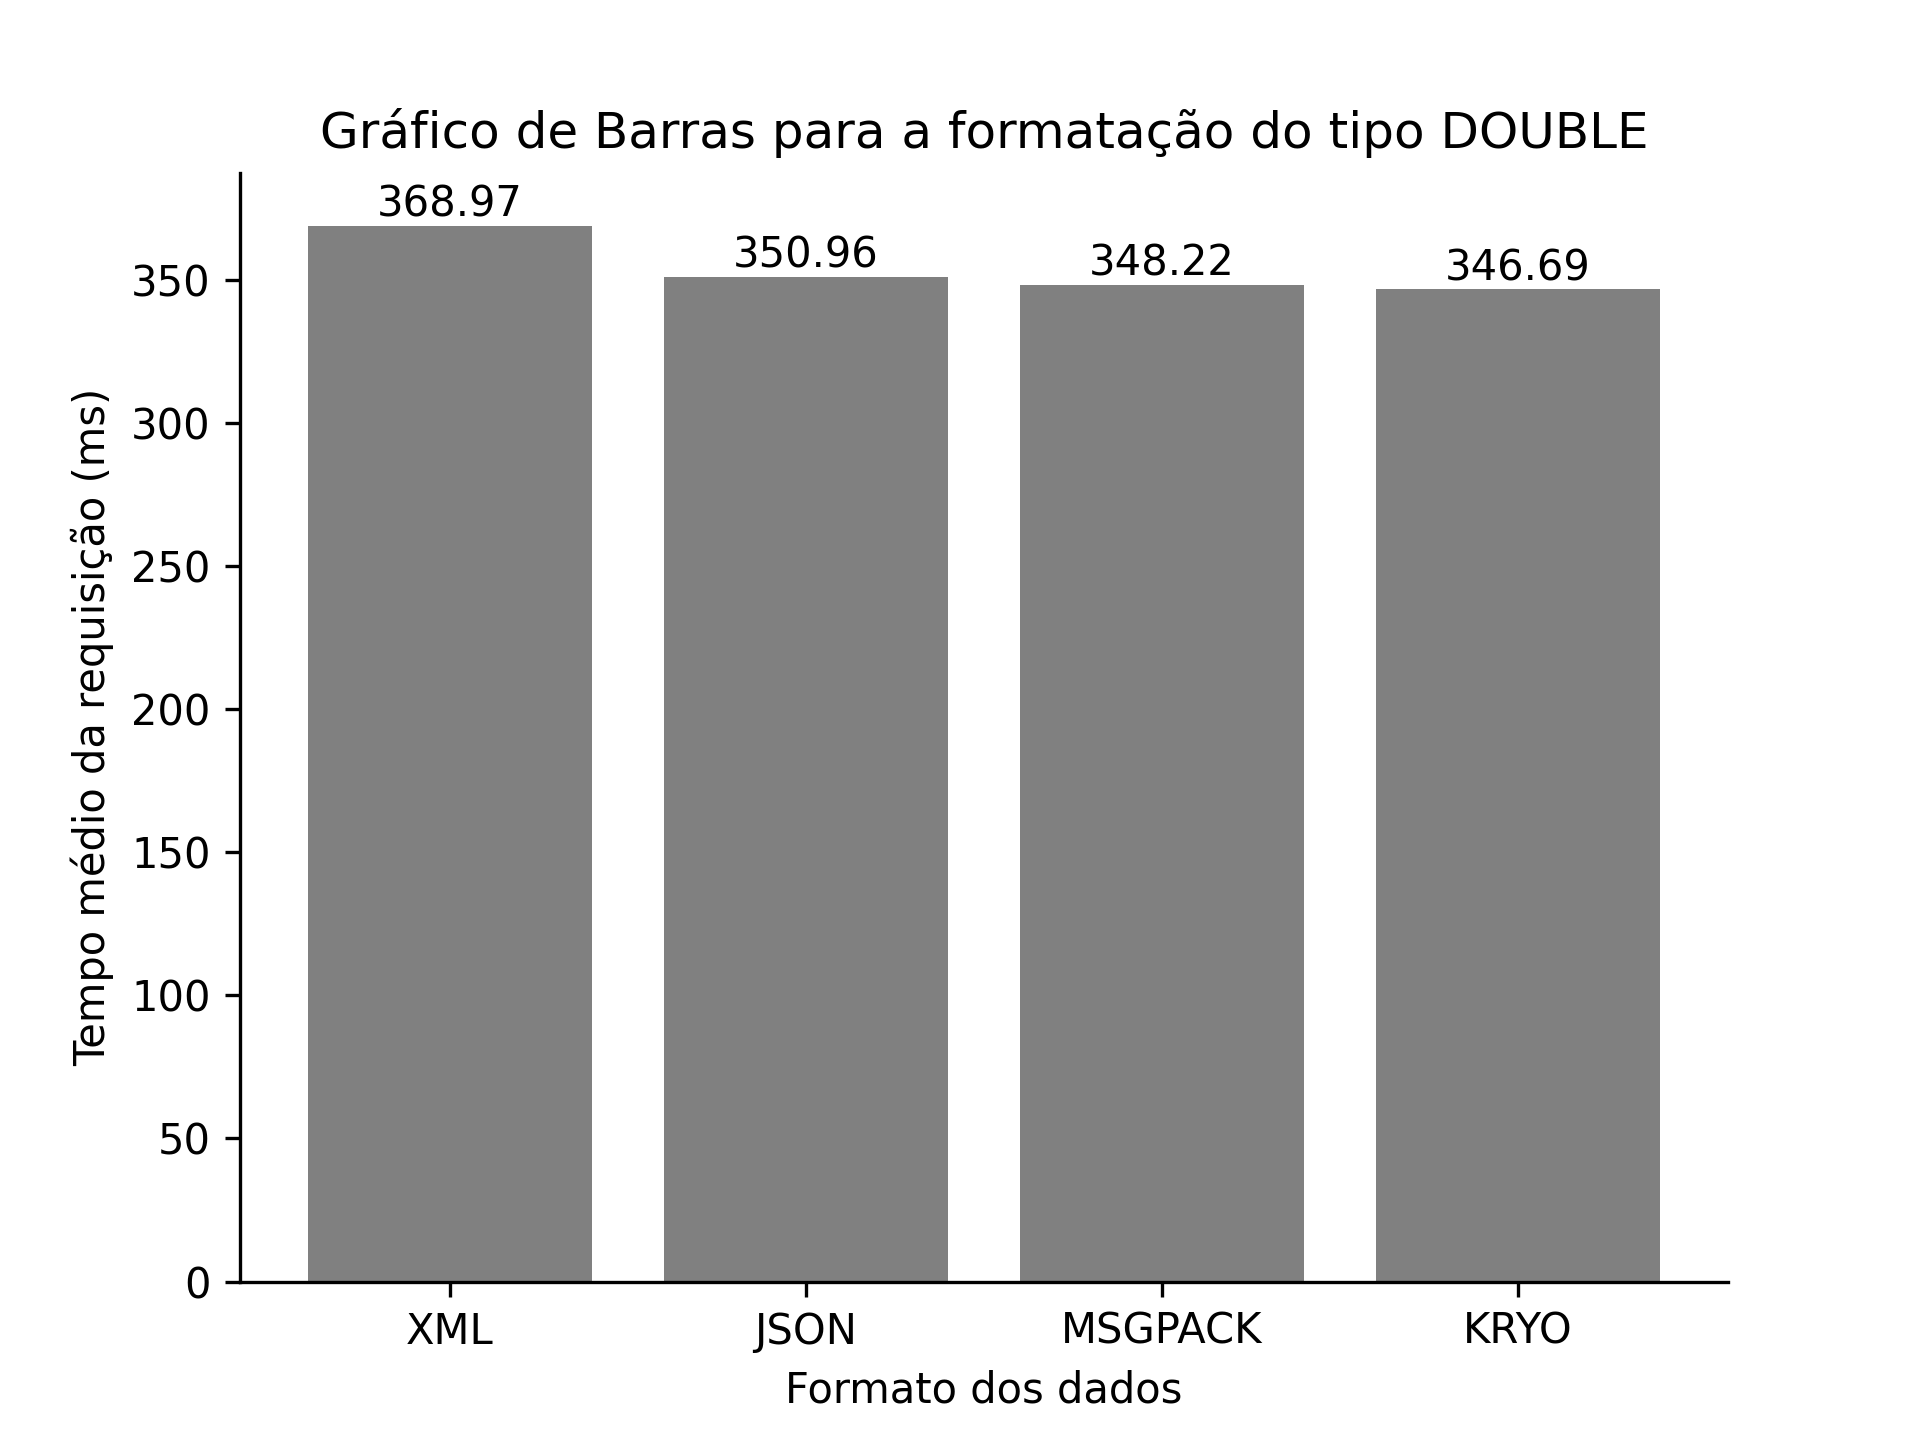 Gráfico de Barras para a formatação do tipo DOUBLE
368.97
350.96
348.22
346.69
Tempo médio da requisição (ms)
350
300
250
200
150
100
50
0
XML
JSON
MSGPACK
KRYO
Formato dos dados